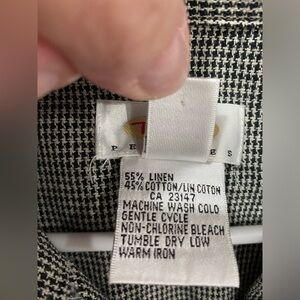 55% LINEN
45% COTTON/LIN COTON
CA 23147
MACHINE WASH COLD
GENTLE CYCLE
NON-CHLORINE BLEACH
TUMBLE DRY LOW
WARM IRON